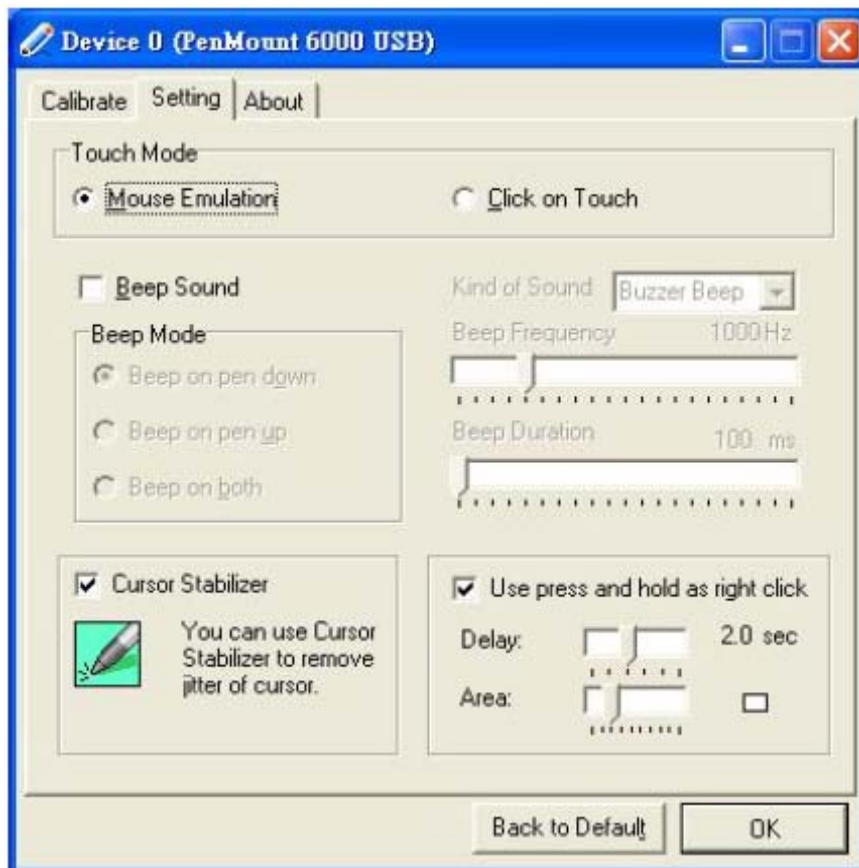 Device 0 (PenMount 6000 USB)
Calibrate Setting About
Touch Mode
Mouse Emulation Click on Touch
Beep Sound
Kind of Sound Buzzer Beep
Beep Mode
Beep Frequency 1000Hz
Beep on pen down
Beep on pen up
Beep Duration 100 ms
Beep on both
Cursor Stabilizer
You can use Cursor
Stabilizer to remove
jitter of cursor.
Use press and hold as right click
Delay: 2.0 sec
Area:
Back to Default OK